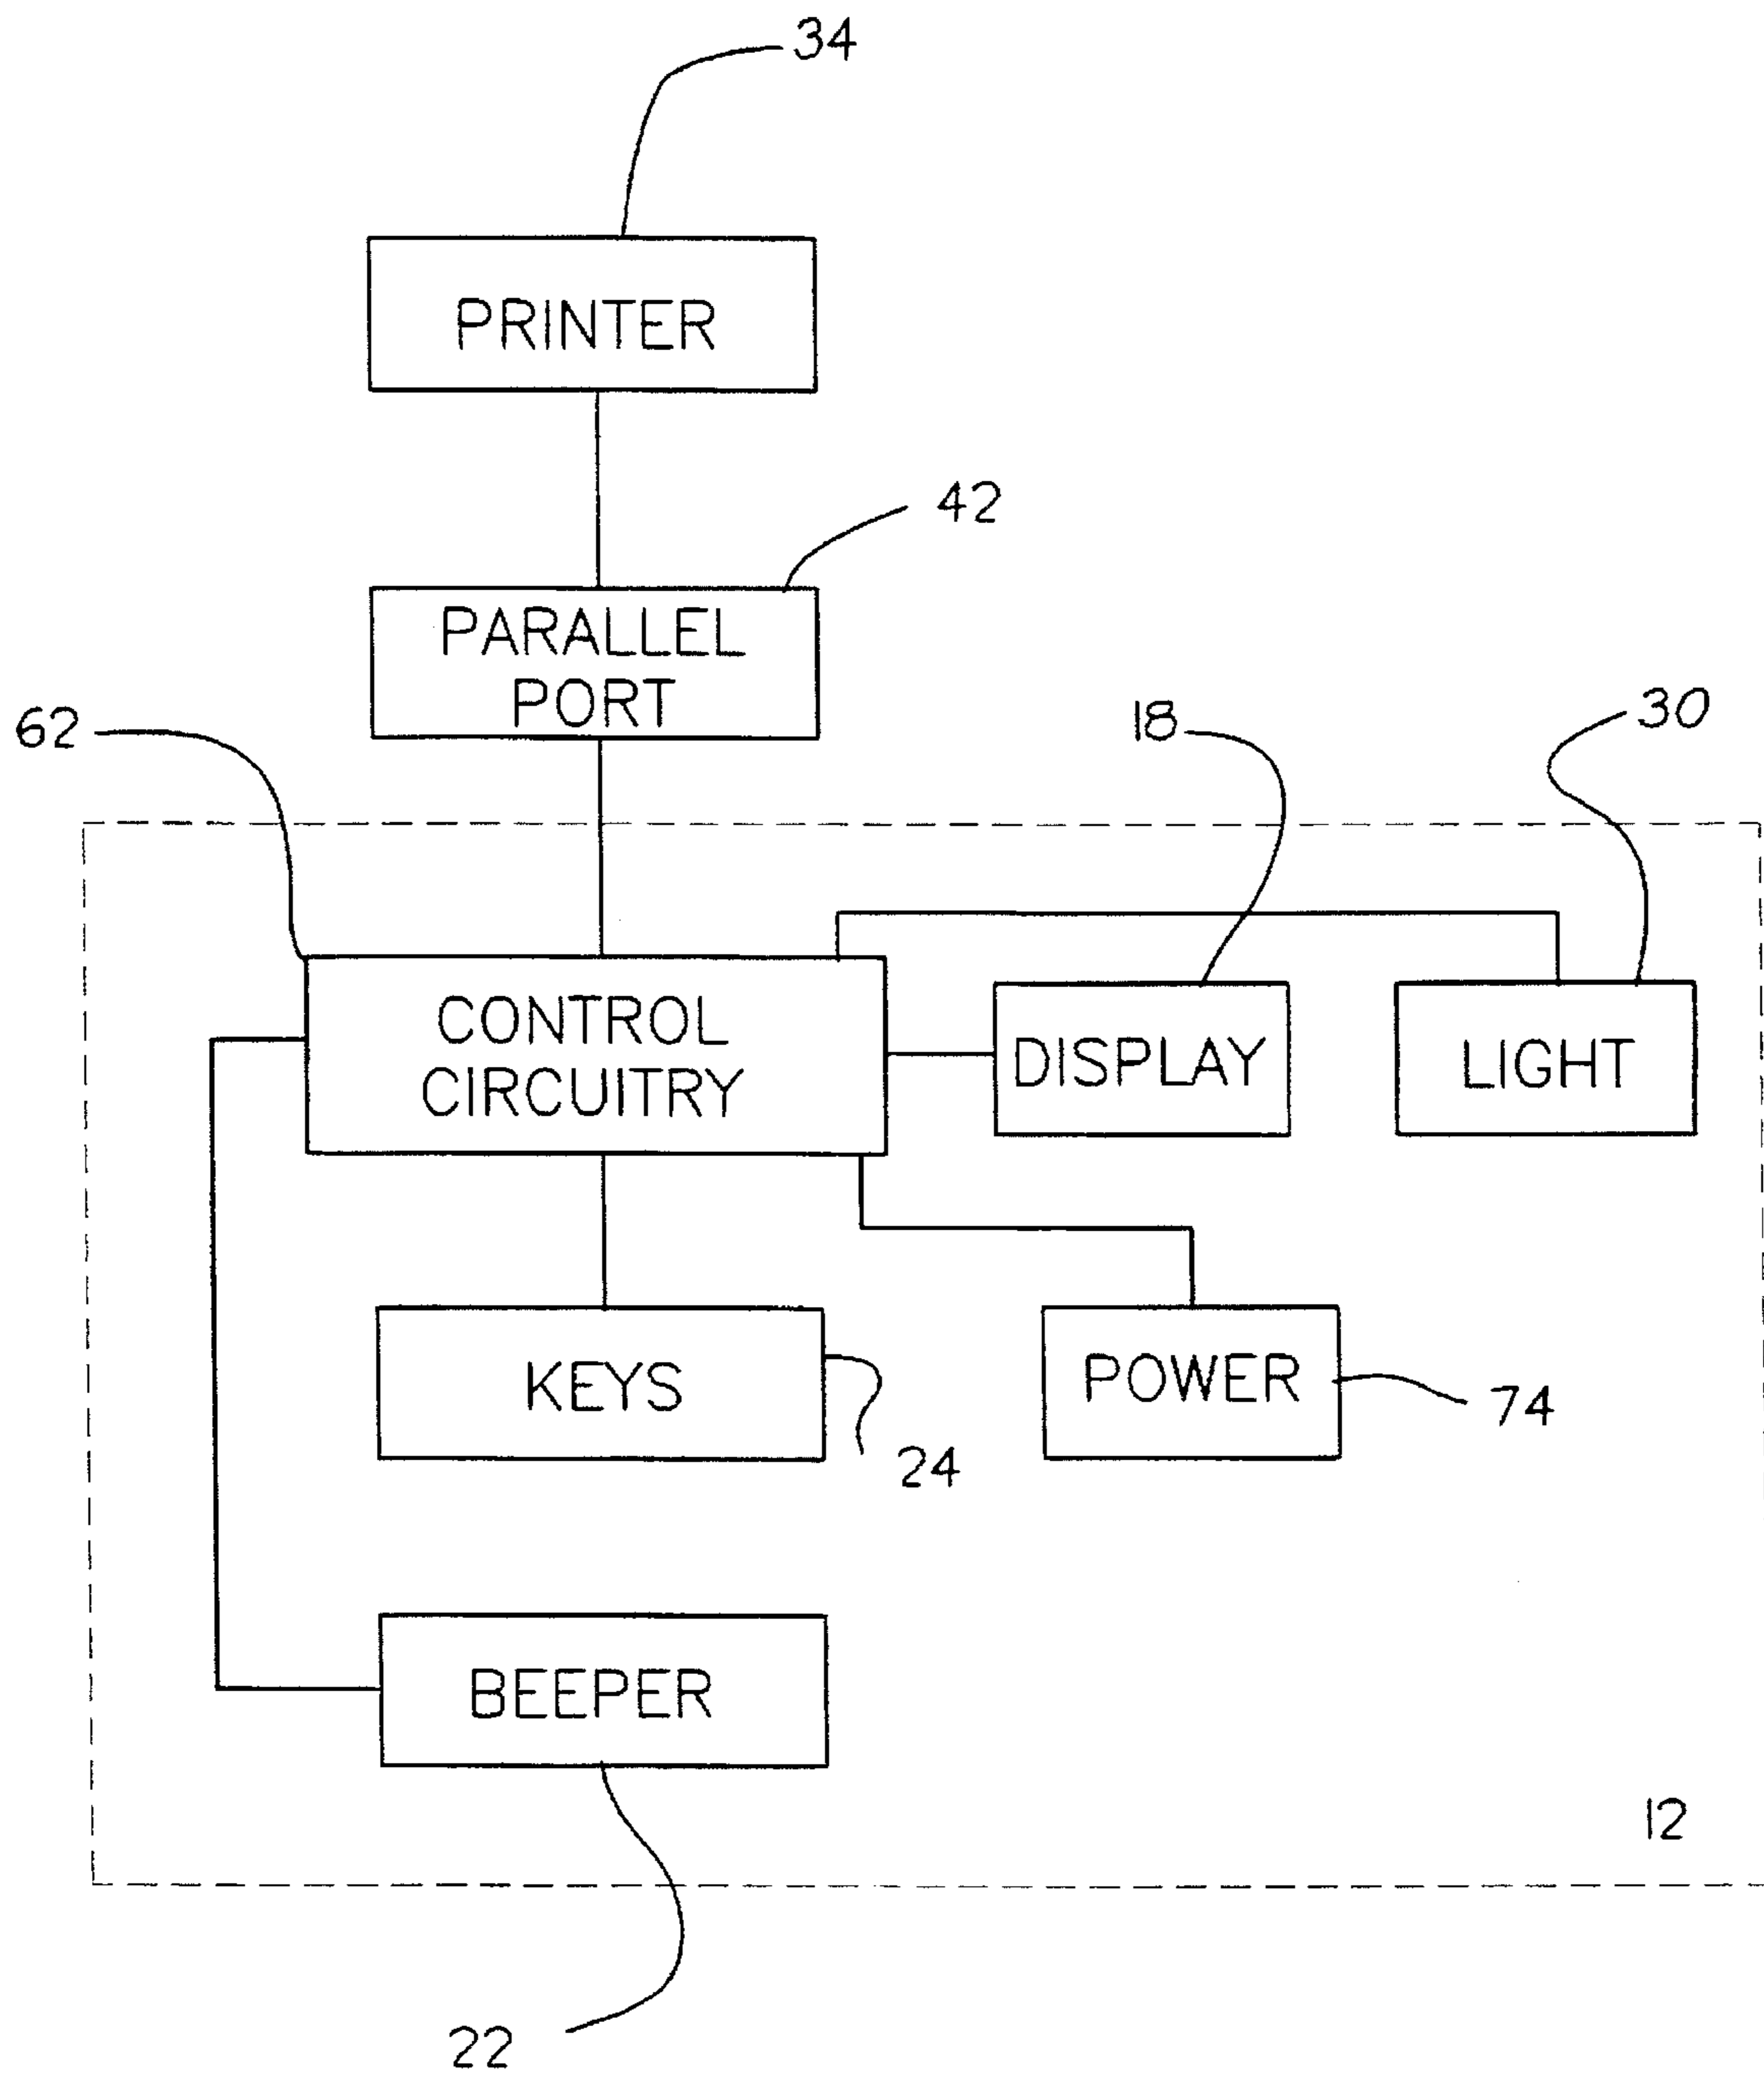 34
PRINTER
42
PARALLEL
PORT
62
18
30
CONTROL
CIRCUITRY
DISPLAY
LIGHT
KEYS
POWER
74
24
BEEPER
12
22